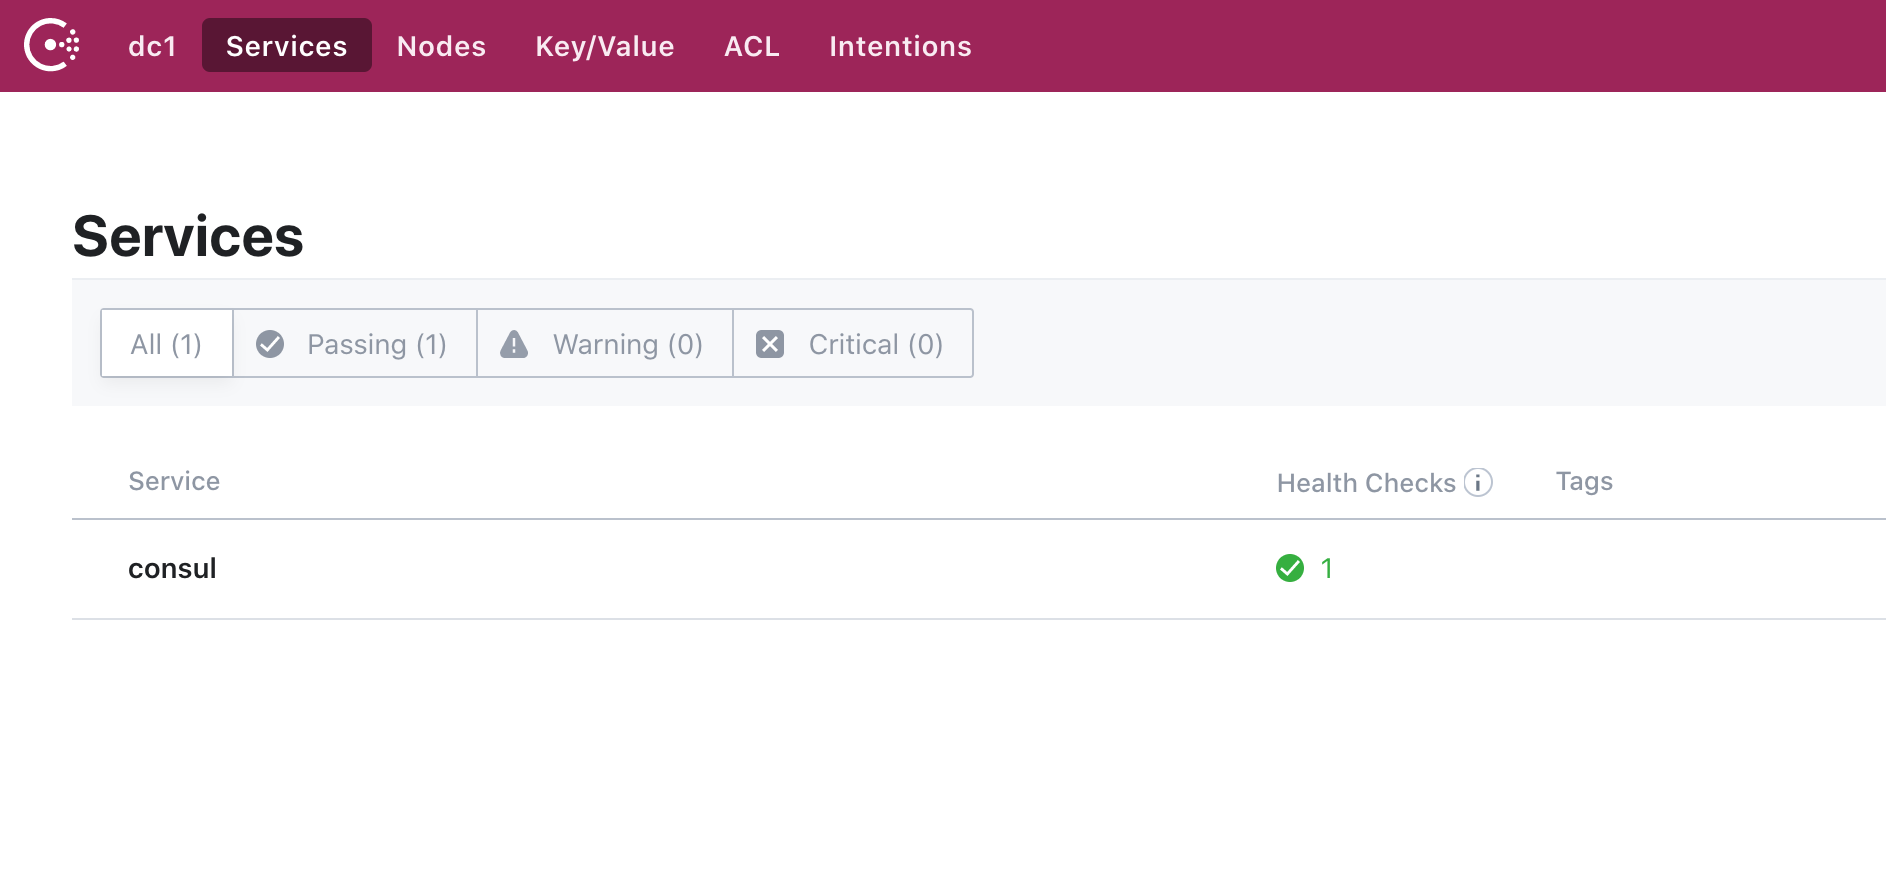 dc1 Services Nodes Key/Value ACL Intentions
Services
All (1) Passing (1) Warning (0) Critical (0)
Service Health Checks Tags
consul 1